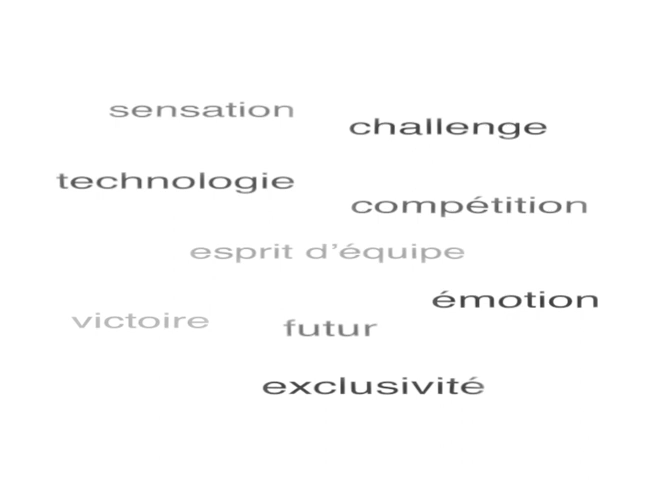 sensation
challenge
technologie
compétition
esprit d’équipe
émotion
victoire
futur
exclusivité